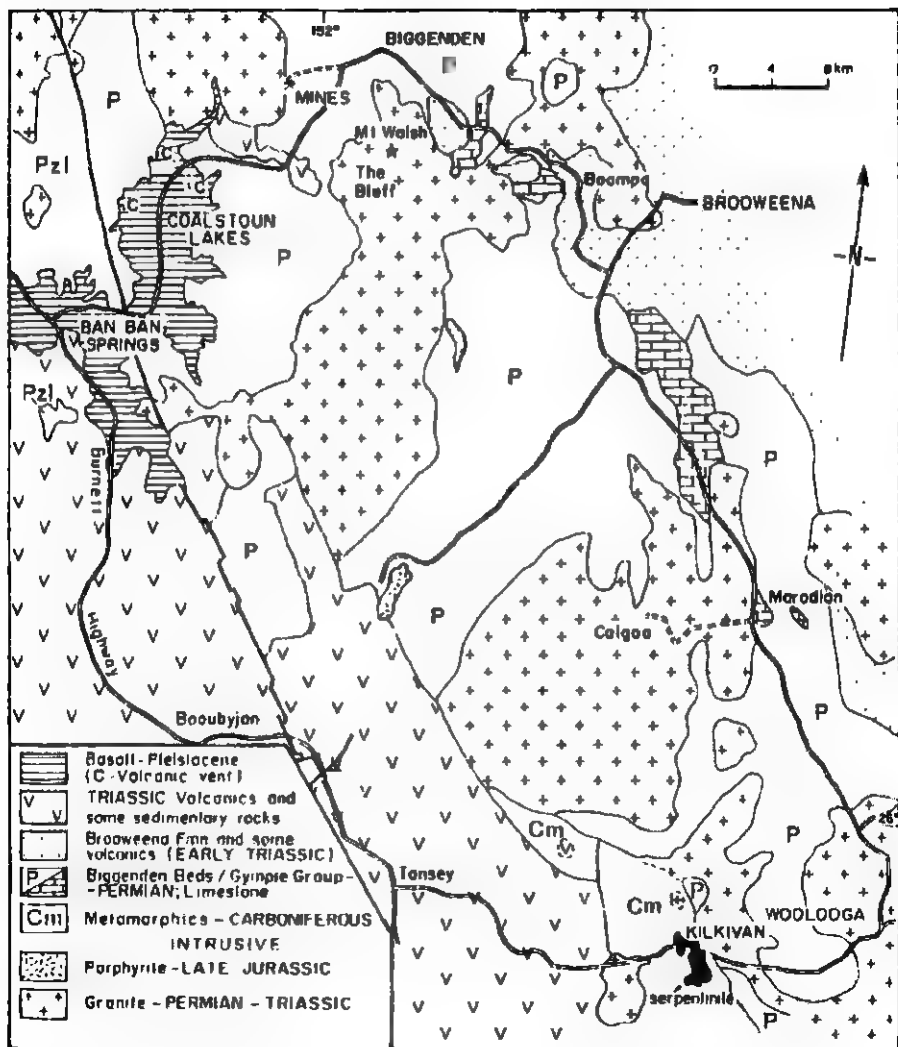 152°
BIGGENDEN
P
0 4 8 km
MINES
P
P
Mt Walsh
The Bluff
Pzl
C
C
C
COALSTOUN
LAKES
P
Boompa
BROOWEENA
N
BAN BAN
SPRINGS
Pzl
P
P
P
Burnett
Highway
P
Calgoa
Marodian
P
Booubyjan
Cm
26°
Tansey
Cm
P
KILKIVAN
WOOLOOGA
serpentinite
P
Basalt-Pleistocene
(C-Volcanic vent)
V TRIASSIC Volcanics and
V some sedimentary rocks
Brooweena Fmn and some
volcanics (EARLY TRIASSIC)
P Biggenden Beds / Gympie Group-
-PERMIAN; Limestone
Cm Metamorphics - CARBONIFEROUS
INTRUSIVE
Porphyrite - LATE JURASSIC
Granite - PERMIAN - TRIASSIC